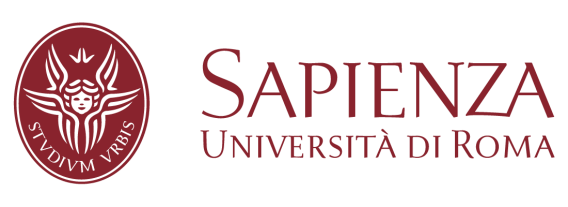 STVDIVM VRBIS
SAPIENZA
UNIVERSITÀ DI ROMA